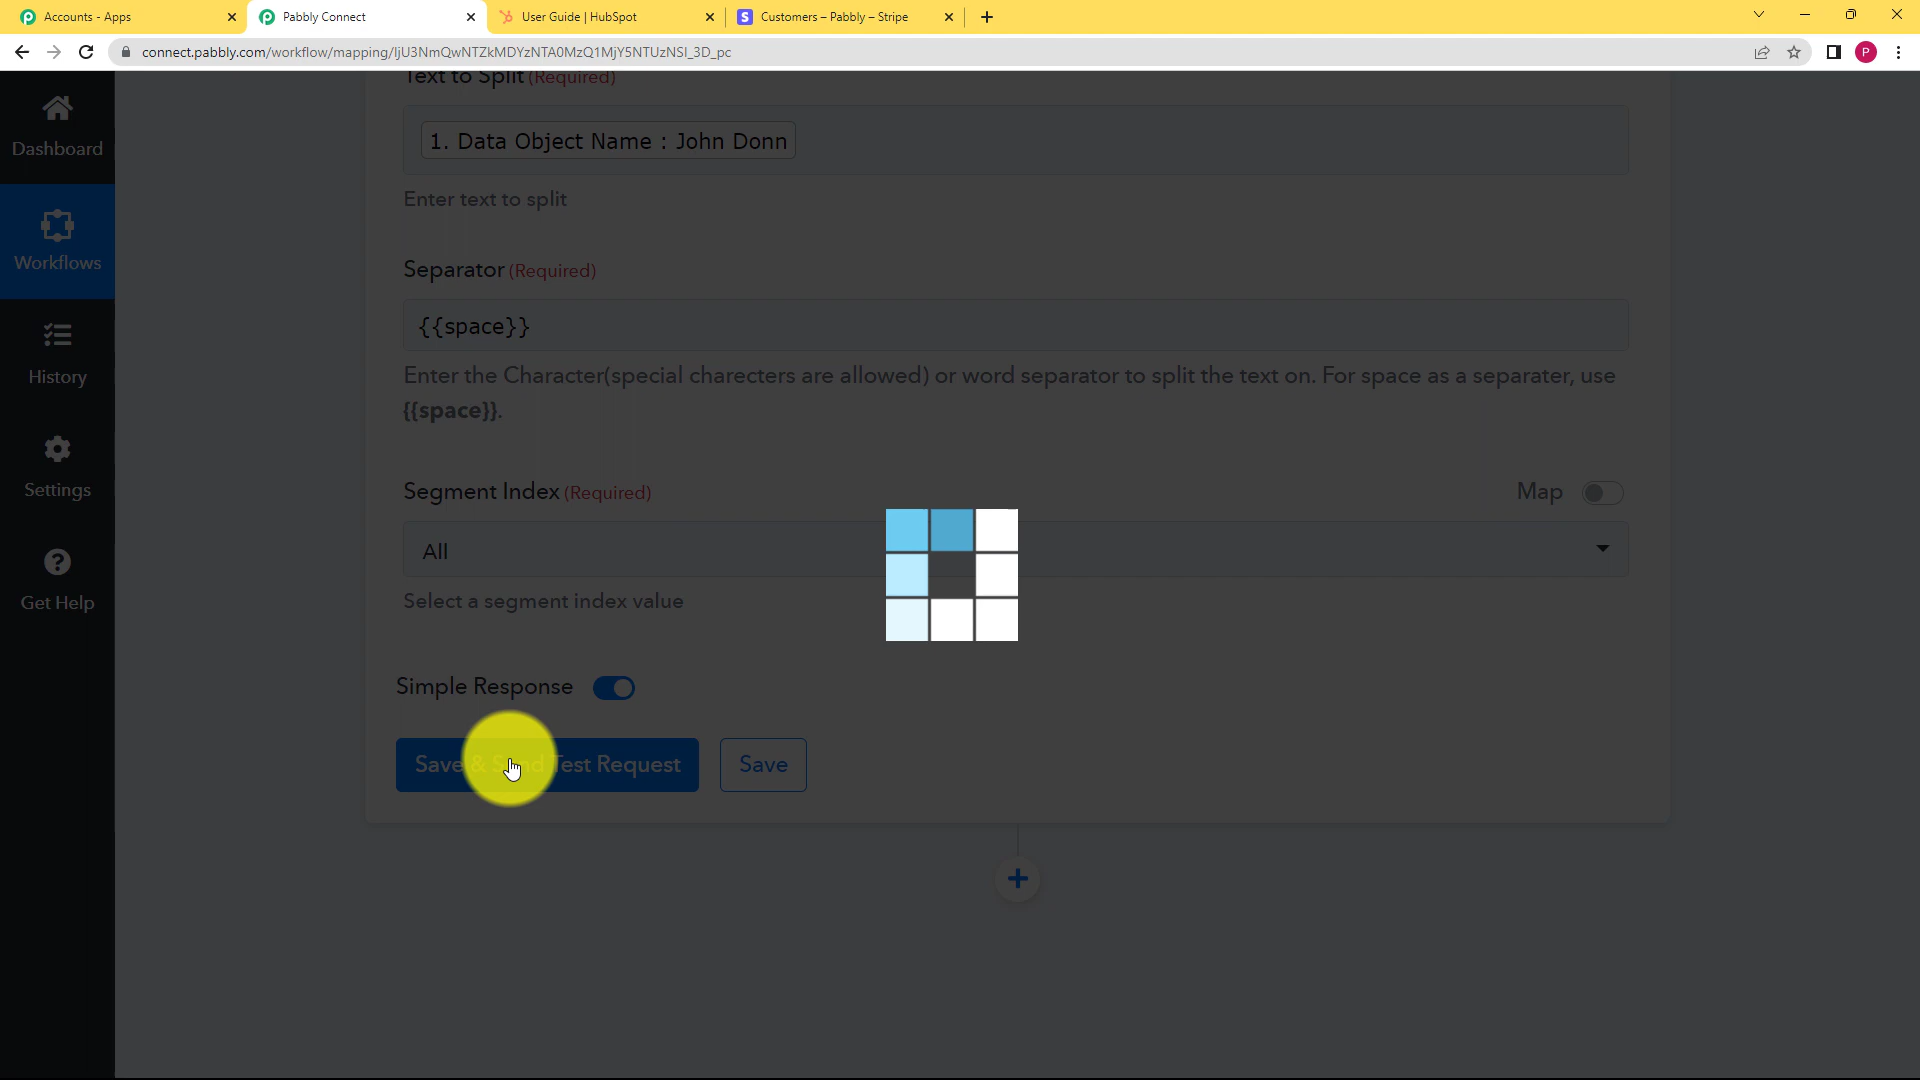 Accounts - Apps
Pabbly Connect
User Guide | HubSpot
Customers – Pabbly – Stripe
connect.pabbly.com/workflow/mapping/IjU3NmQwNTZkMDYzNTA0MzQ1MjY5NTUzNSI_3D_pc
P
Text to Split (Required)
1. Data Object Name : John Donn
Enter text to split
Separator (Required)
{{space}}
Enter the Character(special charecters are allowed) or word separator to split the text on. For space as a separater, use
{{space}}.
Segment Index (Required)
Map
All
Select a segment index value
Simple Response
Save & Send Test Request
Save
Dashboard
Workflows
History
Settings
Get Help